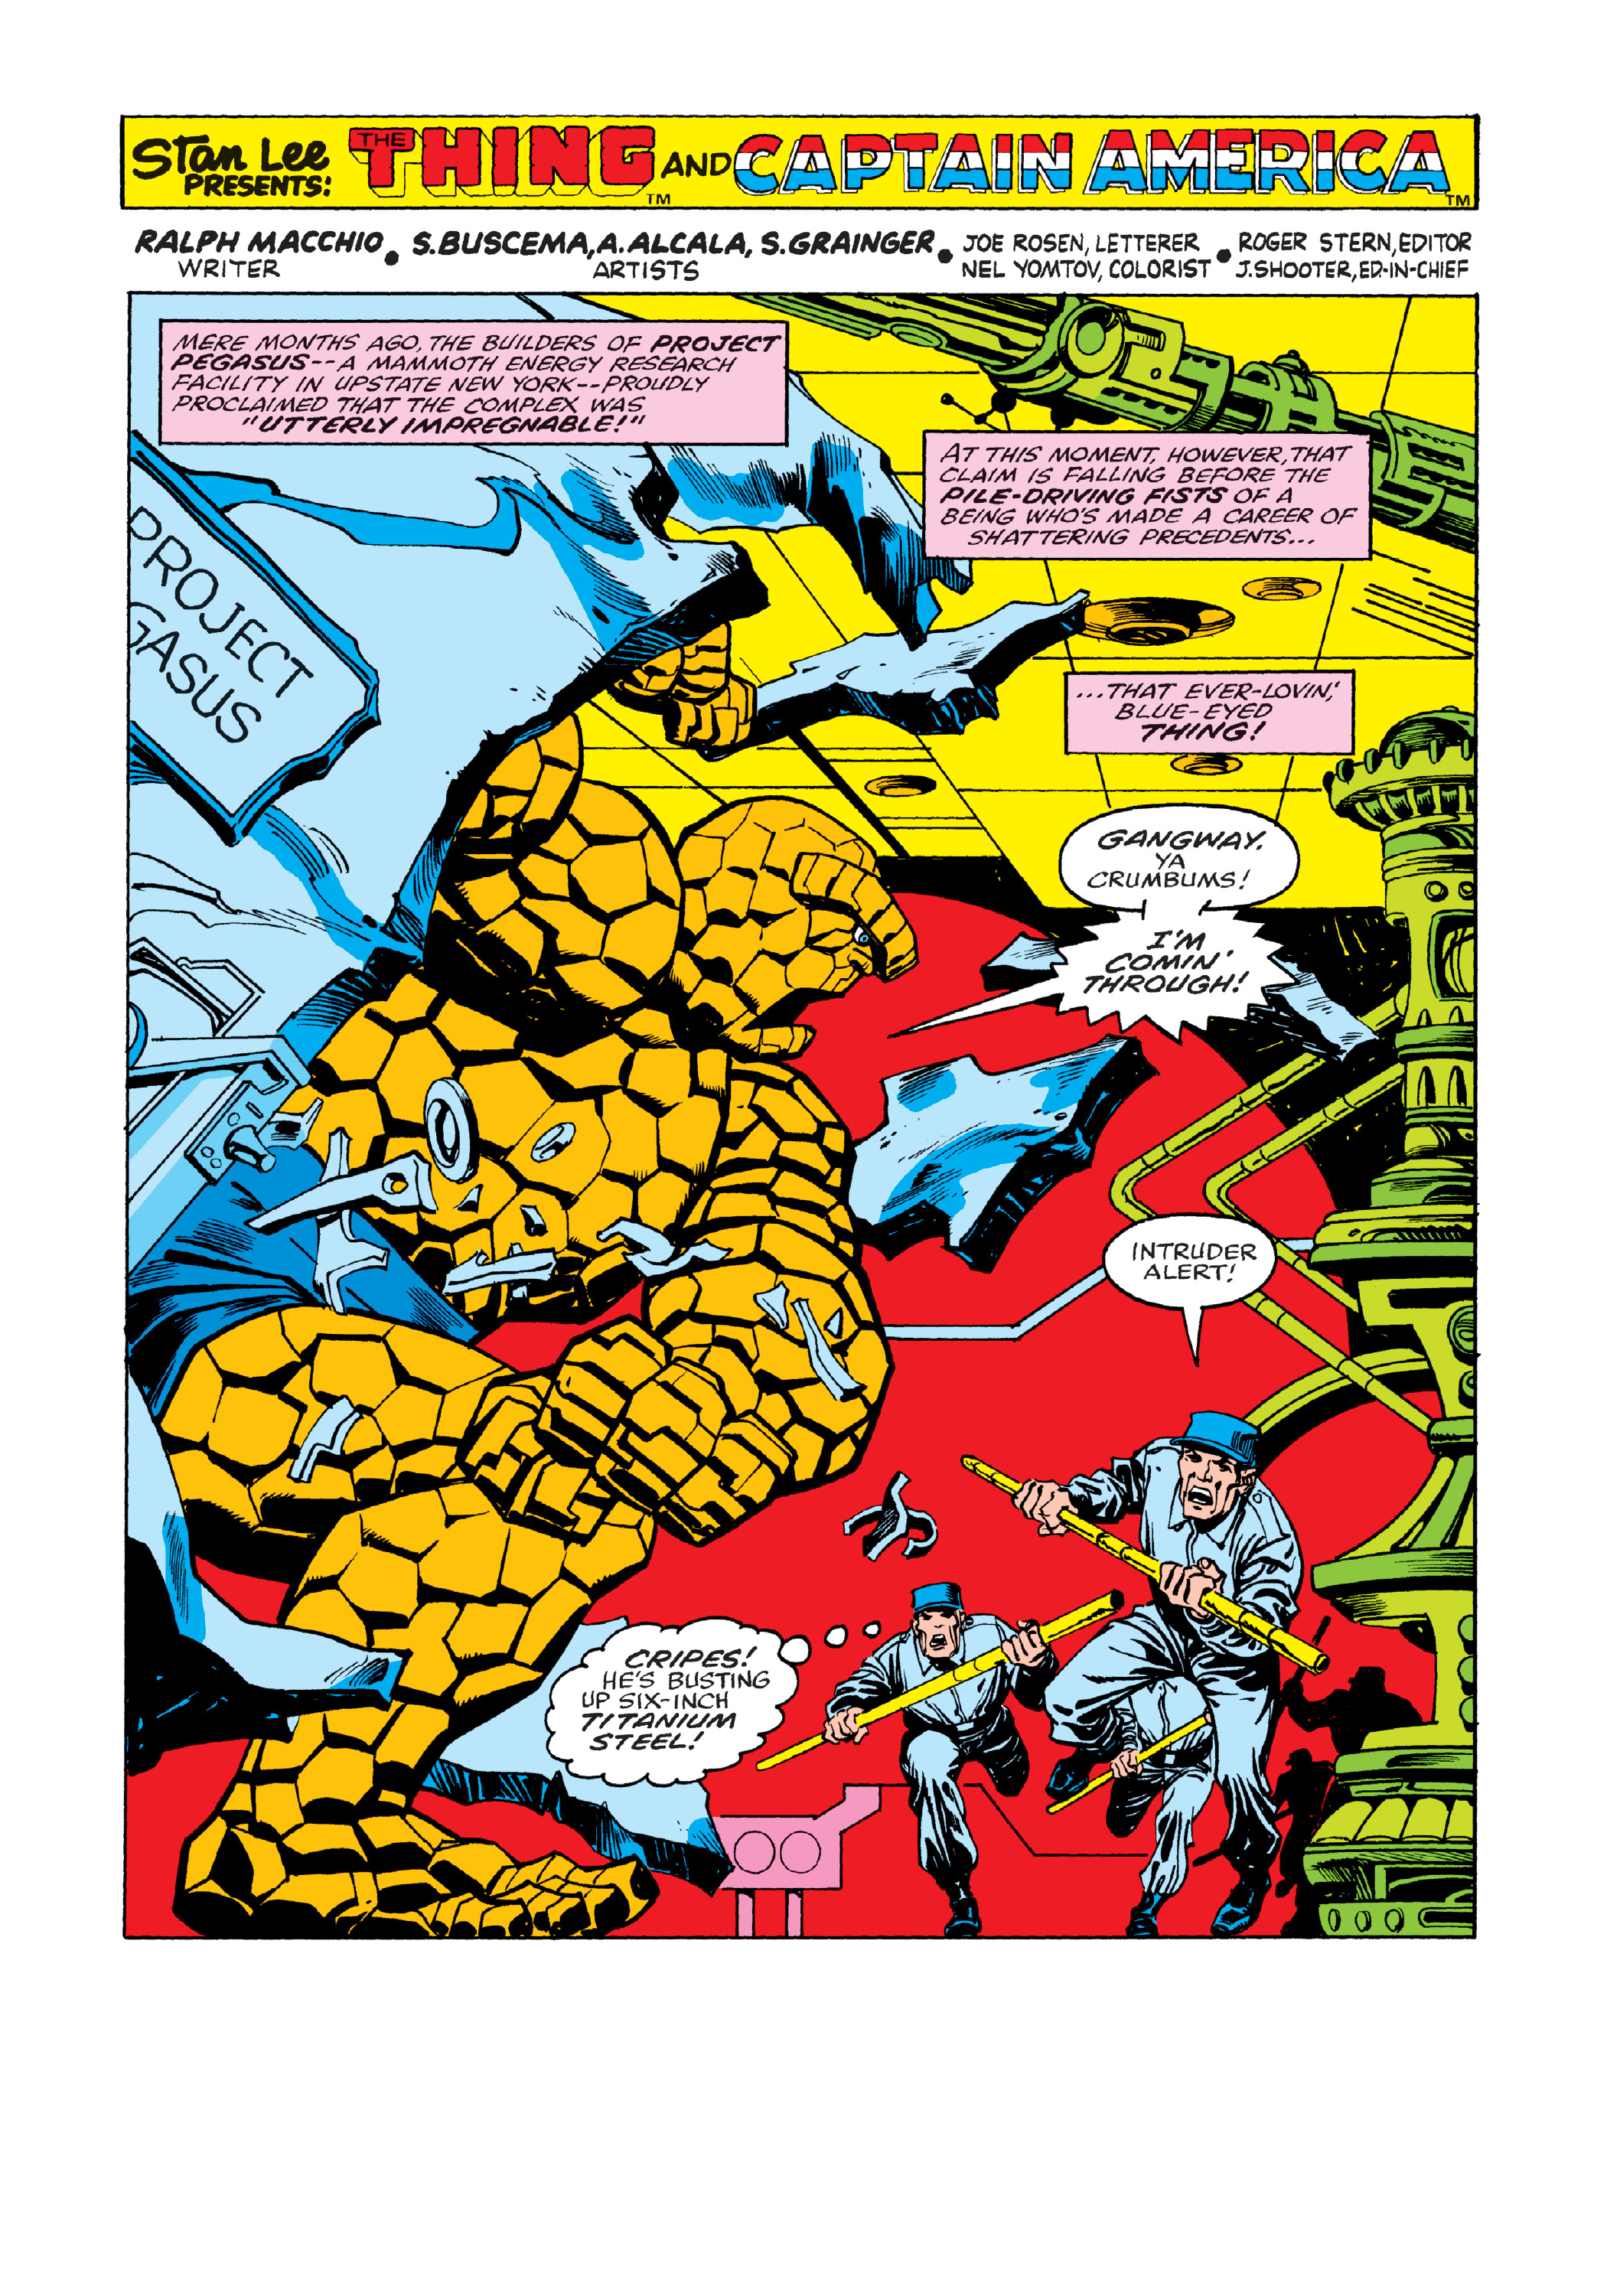 Stan Lee
PRESENTS:
THE THING™ AND CAPTAIN AMERICA™
RALPH MACCHIO
WRITER
•
S.BUSCEMA, A.ALCALA, S.GRAINGER
ARTISTS
•
JOE ROSEN, LETTERER
NEL YOMTOV, COLORIST
•
ROGER STERN, EDITOR
J.SHOOTER, ED-IN-CHIEF
MERE MONTHS AGO, THE BUILDERS OF PROJECT
PEGASUS--A MAMMOTH ENERGY RESEARCH
FACILITY IN UPSTATE NEW YORK--PROUDLY
PROCLAIMED THAT THE COMPLEX WAS
"UTTERLY IMPREGNABLE!"
AT THIS MOMENT, HOWEVER, THAT
CLAIM IS FALLING BEFORE THE
PILE-DRIVING FISTS OF A
BEING WHO'S MADE A CAREER OF
SHATTERING PRECEDENTS...
PROJECT
GASUS
...THAT EVER-LOVIN',
BLUE-EYED
THING!
GANGWAY,
YA
CRUMBUMS!
I'M
COMIN'
THROUGH!
INTRUDER
ALERT!
CRIPES!
HE'S BUSTING
UP SIX-INCH
TITANIUM
STEEL!